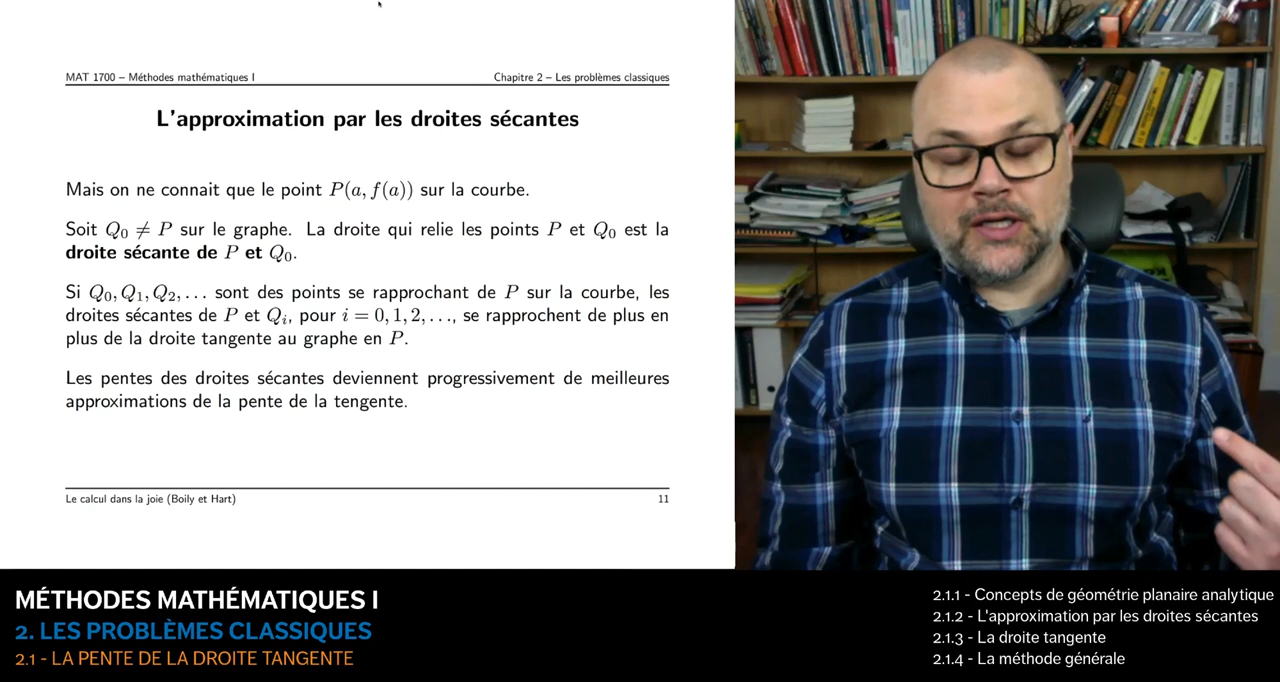 MAT 1700 – Méthodes mathématiques I
Chapitre 2 – Les problèmes classiques
L'approximation par les droites sécantes
Mais on ne connait que le point P(a, f(a)) sur la courbe.
Soit Q₀ ≠ P sur le graphe. La droite qui relie les points P et Q₀ est la
droite sécante de P et Q₀.
Si Q₀, Q₁, Q₂, . . . sont des points se rapprochant de P sur la courbe, les
droites sécantes de P et Qᵢ, pour i = 0, 1, 2, . . ., se rapprochent de plus en
plus de la droite tangente au graphe en P.
Les pentes des droites sécantes deviennent progressivement de meilleures
approximations de la pente de la tengente.
Le calcul dans la joie (Boily et Hart)
11
MÉTHODES MATHÉMATIQUES I
2. LES PROBLÈMES CLASSIQUES
2.1 - LA PENTE DE LA DROITE TANGENTE
2.1.1 - Concepts de géométrie planaire analytique
2.1.2 - L'approximation par les droites sécantes
2.1.3 - La droite tangente
2.1.4 - La méthode générale